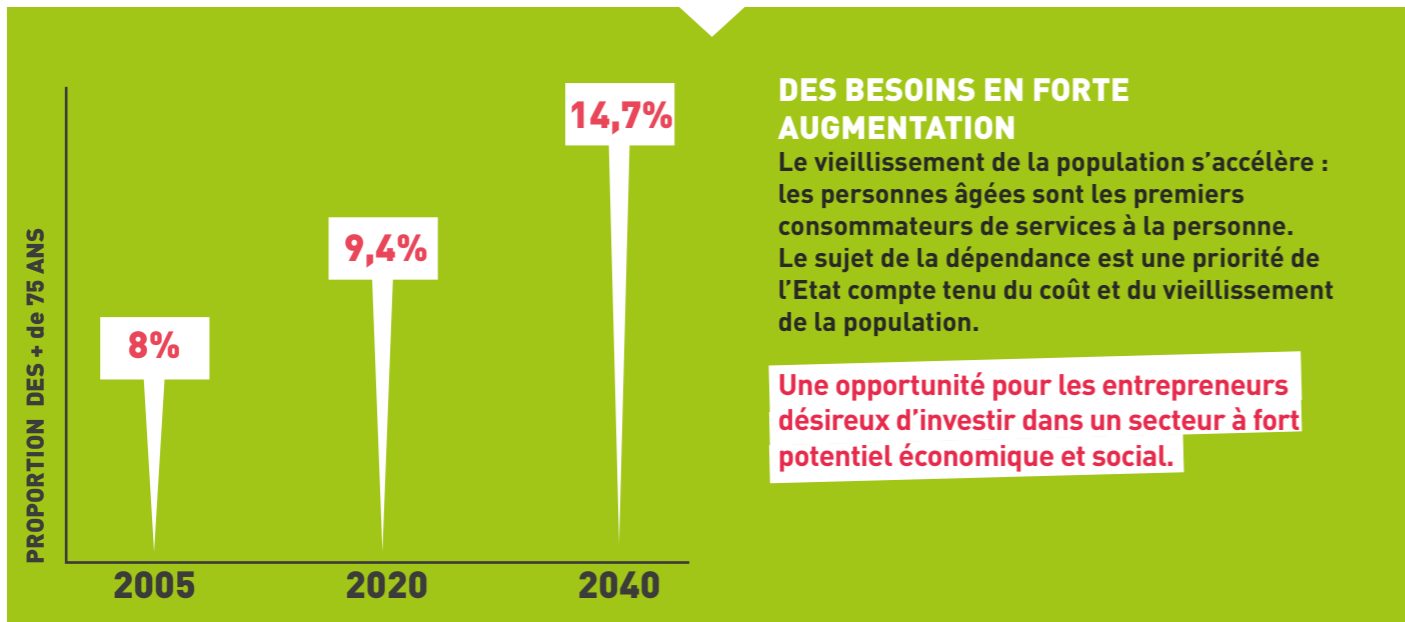 PROPORTION DES + de 75 ANS
14,7%
9,4%
8%
2005
2020
2040
DES BESOINS EN FORTE
AUGMENTATION
Le vieillissement de la population s’accélère :
les personnes âgées sont les premiers
consommateurs de services à la personne.
Le sujet de la dépendance est une priorité de
l’Etat compte tenu du coût et du vieillissement
de la population.
Une opportunité pour les entrepreneurs
désireux d’investir dans un secteur à fort
potentiel économique et social.